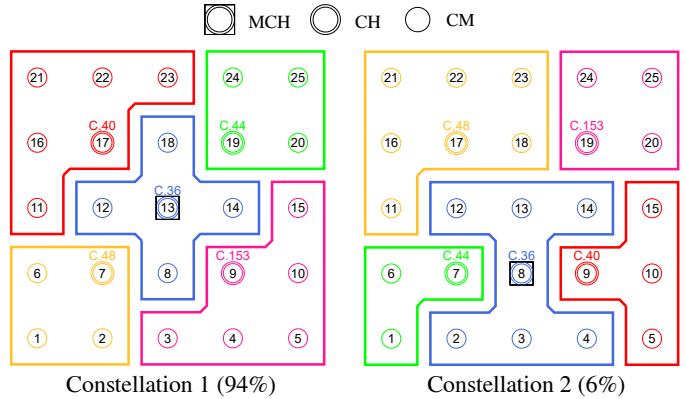 MCH CH CM
21 22 23 24 25 21 22 23 24 25
C.40 C.44 C.48 C.153
16 17 18 19 20 16 17 18 19 20
C.36
11 12 13 14 15 11 12 13 14 15
C.48 C.153 C.44 C.36 C.40
6 7 8 9 10 6 7 8 9 10
1 2 3 4 5 1 2 3 4 5
Constellation 1 (94%) Constellation 2 (6%)